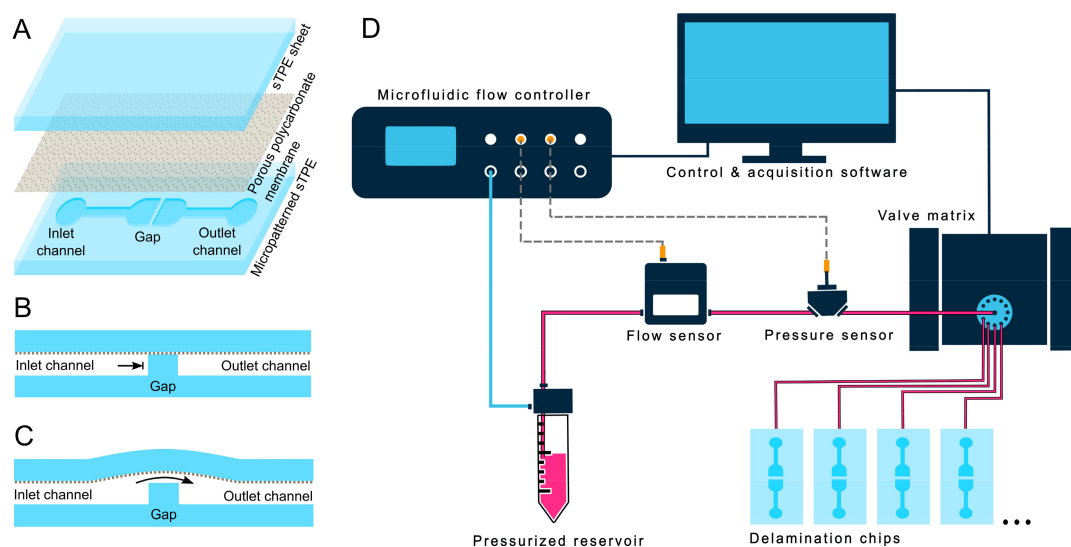 A
sTPE sheet
Porous polycarbonate
membrane
Micropatterned sTPE
Inlet
channel
Gap
Outlet
channel
B
Inlet channel
Outlet channel
Gap
C
Inlet channel
Outlet channel
Gap
D
Microfluidic flow controller
Control & acquisition software
Valve matrix
Flow sensor
Pressure sensor
Pressurized reservoir
Delamination chips
...